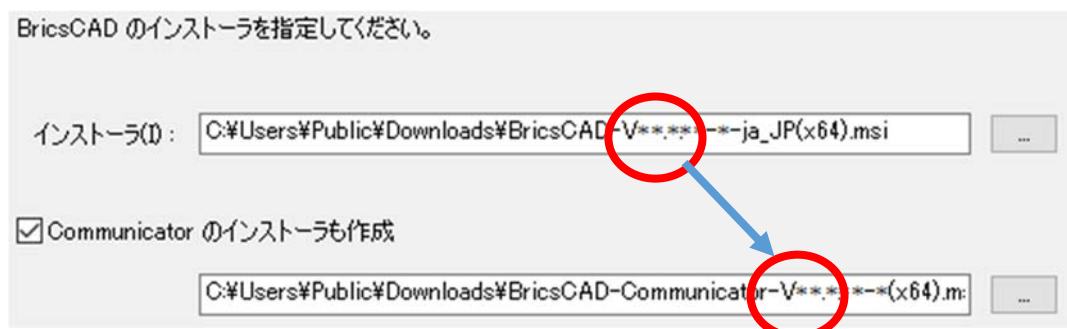 BricsCAD のインストーラを指定してください。
インストーラ(I) : C:¥Users¥Public¥Downloads¥BricsCAD-V**.*.**-*-ja_JP(x64).msi ...
☑Communicator のインストーラも作成
C:¥Users¥Public¥Downloads¥BricsCAD-Communicator-V**.*.**-*(x64).m ...